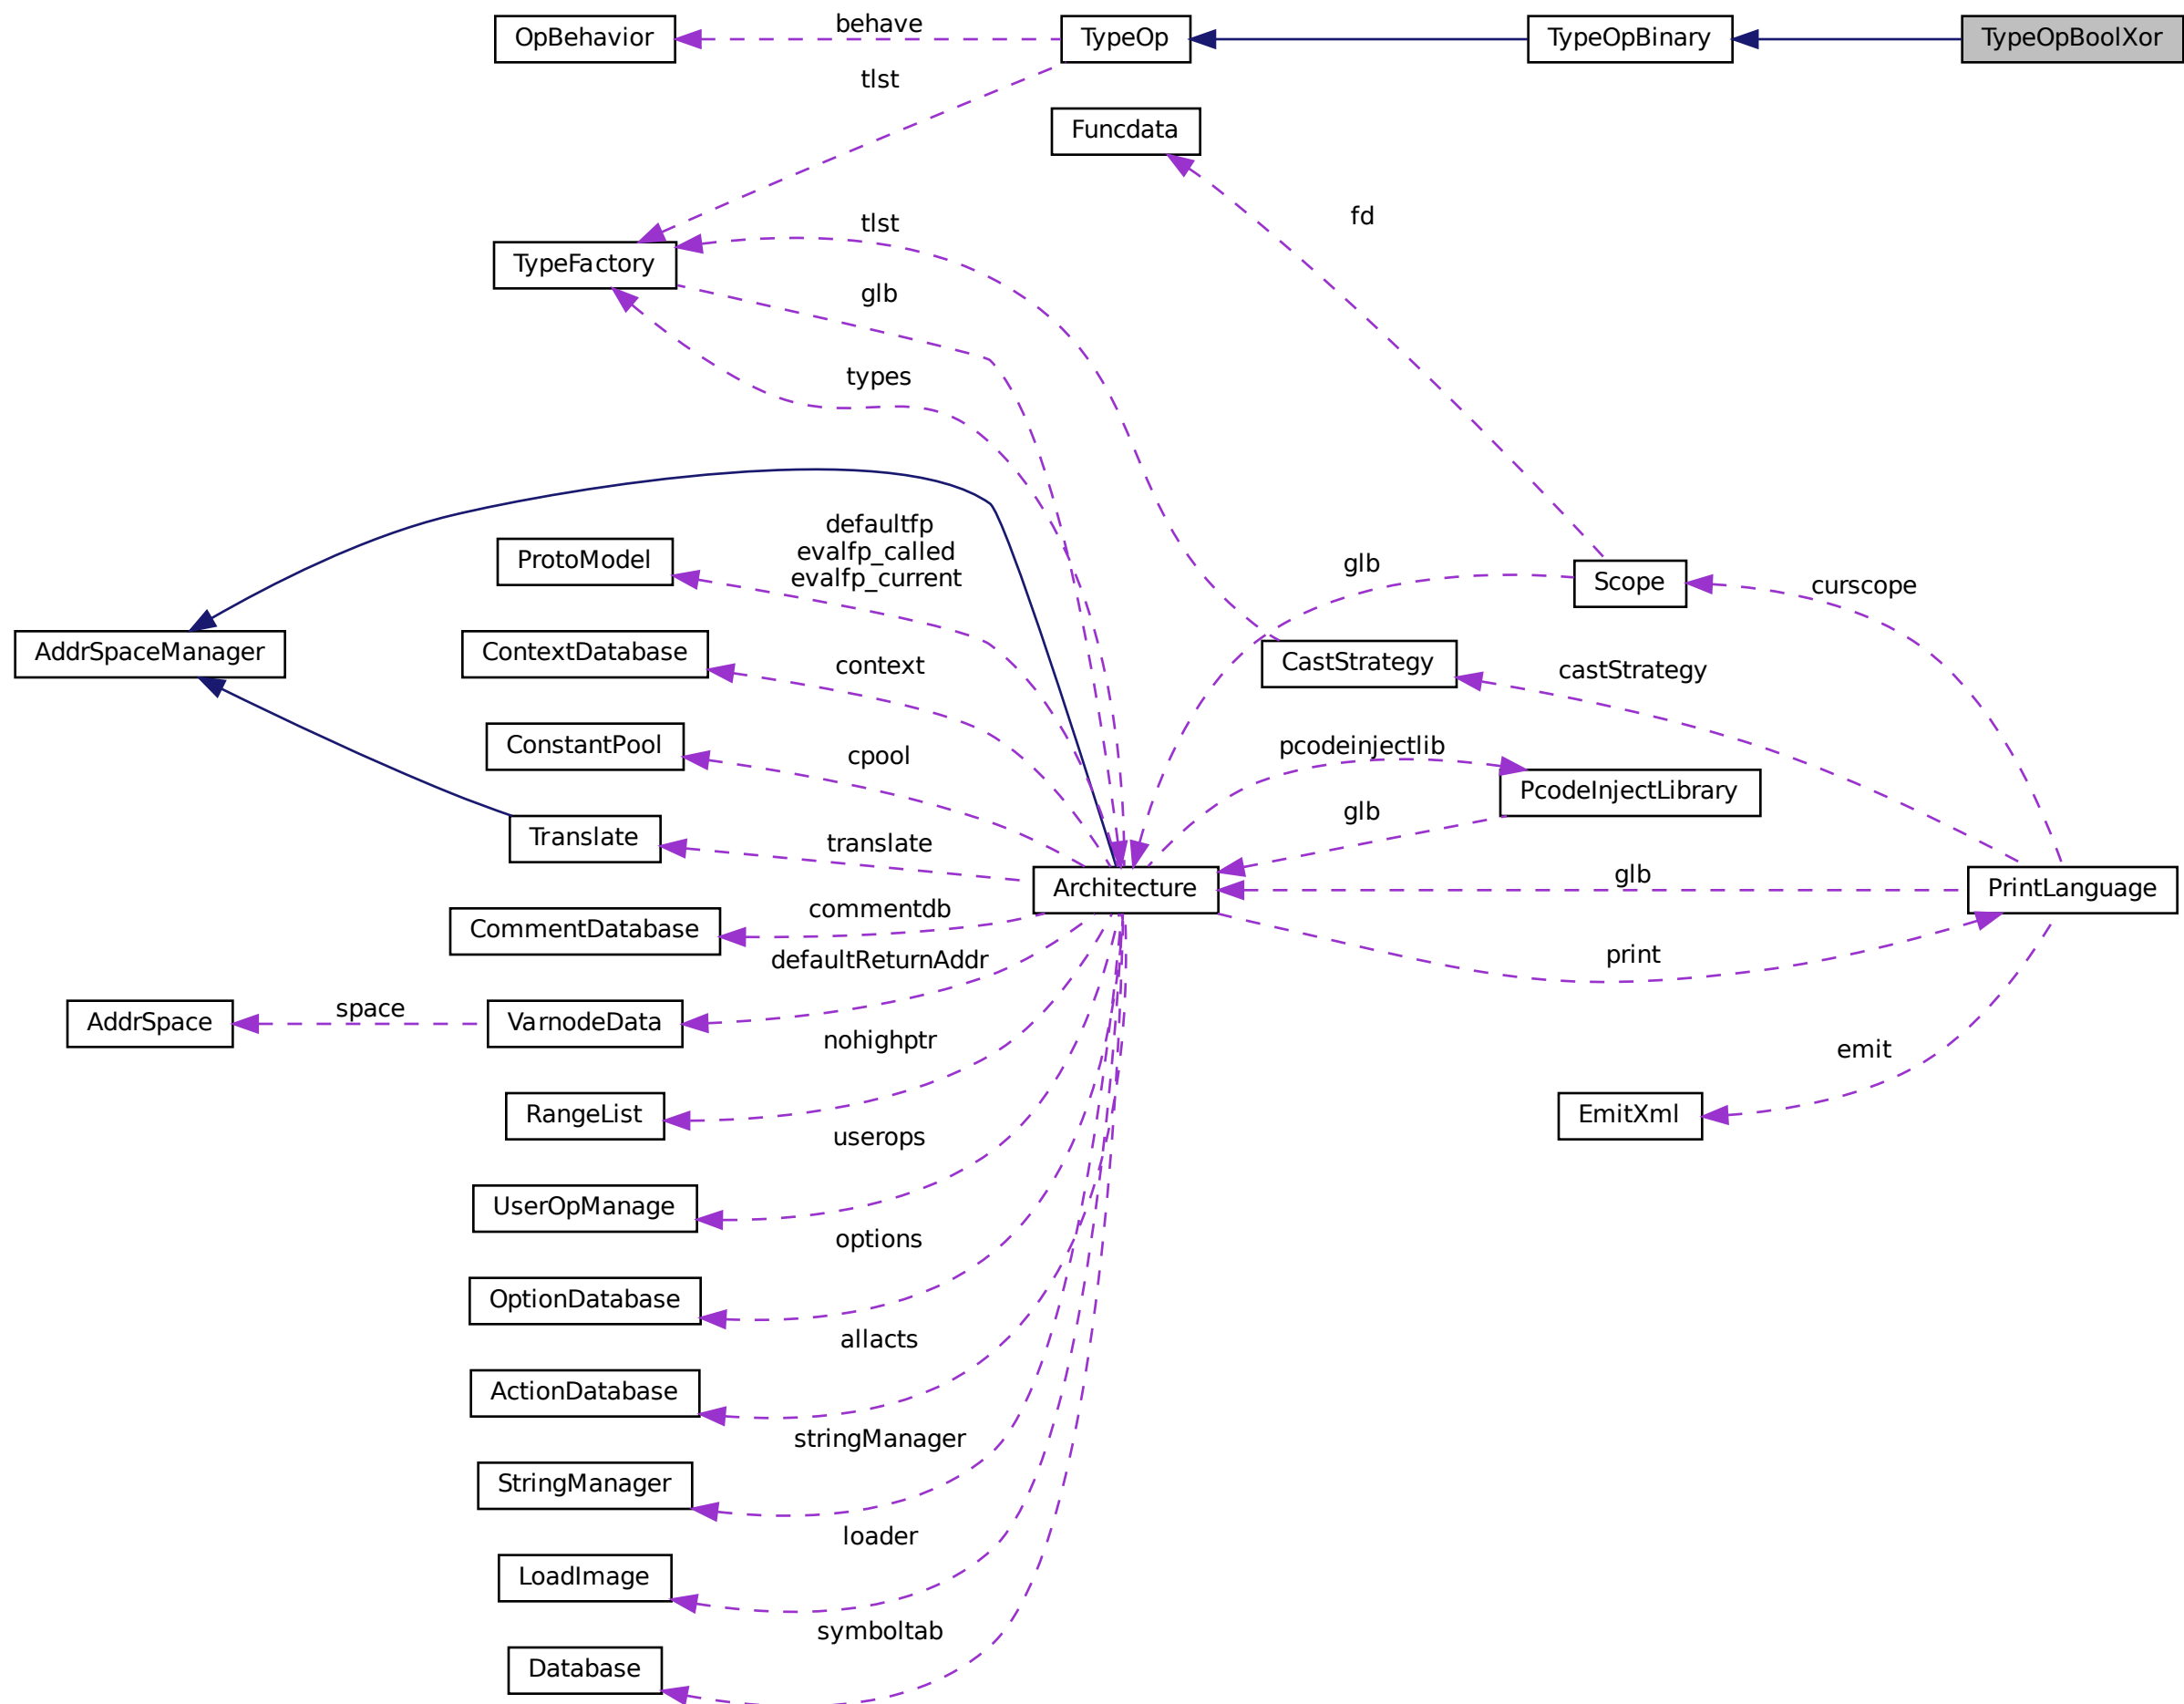 OpBehavior
behave
TypeOp
TypeOpBinary
TypeOpBoolXor
tlst
Funcdata
fd
tlst
TypeFactory
glb
types
defaultfp
evalfp_called
evalfp_current
ProtoModel
glb
Scope
curscope
AddrSpaceManager
ContextDatabase
context
CastStrategy
castStrategy
ConstantPool
cpool
pcodeinjectlib
PcodeInjectLibrary
glb
Translate
translate
Architecture
glb
PrintLanguage
commentdb
CommentDatabase
defaultReturnAddr
print
AddrSpace
space
VarnodeData
nohighptr
emit
RangeList
EmitXml
userops
UserOpManage
options
OptionDatabase
allacts
ActionDatabase
stringManager
StringManager
loader
LoadImage
symboltab
Database